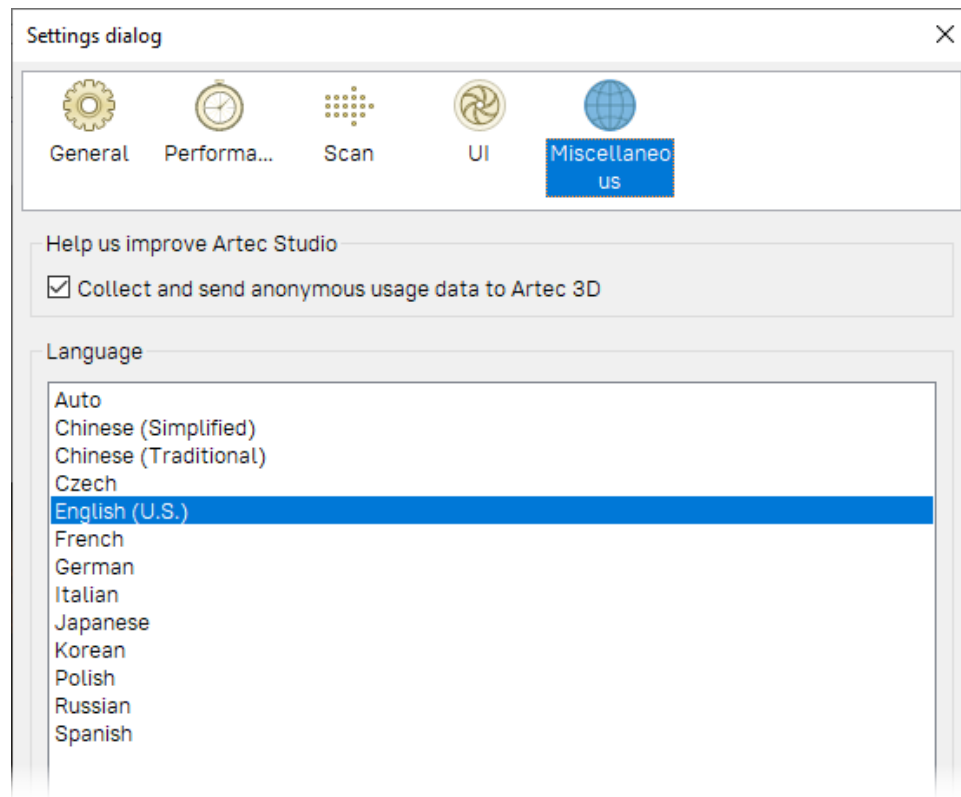 Settings dialog
General
Performa...
Scan
UI
Miscellaneo
us
Help us improve Artec Studio
Collect and send anonymous usage data to Artec 3D
Language
Auto
Chinese (Simplified)
Chinese (Traditional)
Czech
English (U.S.)
French
German
Italian
Japanese
Korean
Polish
Russian
Spanish